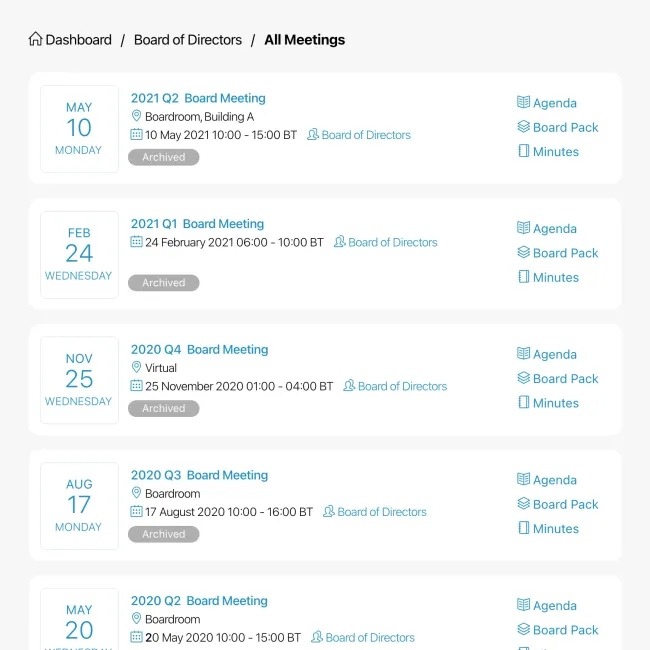 Dashboard / Board of Directors / All Meetings
MAY
10
MONDAY
2021 Q2 Board Meeting
Boardroom, Building A
10 May 2021 10:00 - 15:00 BT Board of Directors
Archived
Agenda
Board Pack
Minutes
FEB
24
WEDNESDAY
2021 Q1 Board Meeting
24 February 2021 06:00 - 10:00 BT Board of Directors
Archived
Agenda
Board Pack
Minutes
NOV
25
WEDNESDAY
2020 Q4 Board Meeting
Virtual
25 November 2020 01:00 - 04:00 BT Board of Directors
Archived
Agenda
Board Pack
Minutes
AUG
17
MONDAY
2020 Q3 Board Meeting
Boardroom
17 August 2020 10:00 - 16:00 BT Board of Directors
Archived
Agenda
Board Pack
Minutes
MAY
20
2020 Q2 Board Meeting
Boardroom
20 May 2020 10:00 - 15:00 BT Board of Directors
Agenda
Board Pack